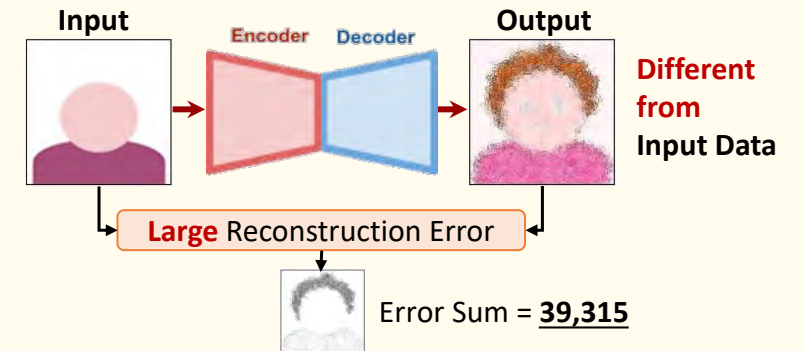 Input
Encoder
Decoder
Output
Different
from
Input Data
Large Reconstruction Error
Error Sum = 39,315